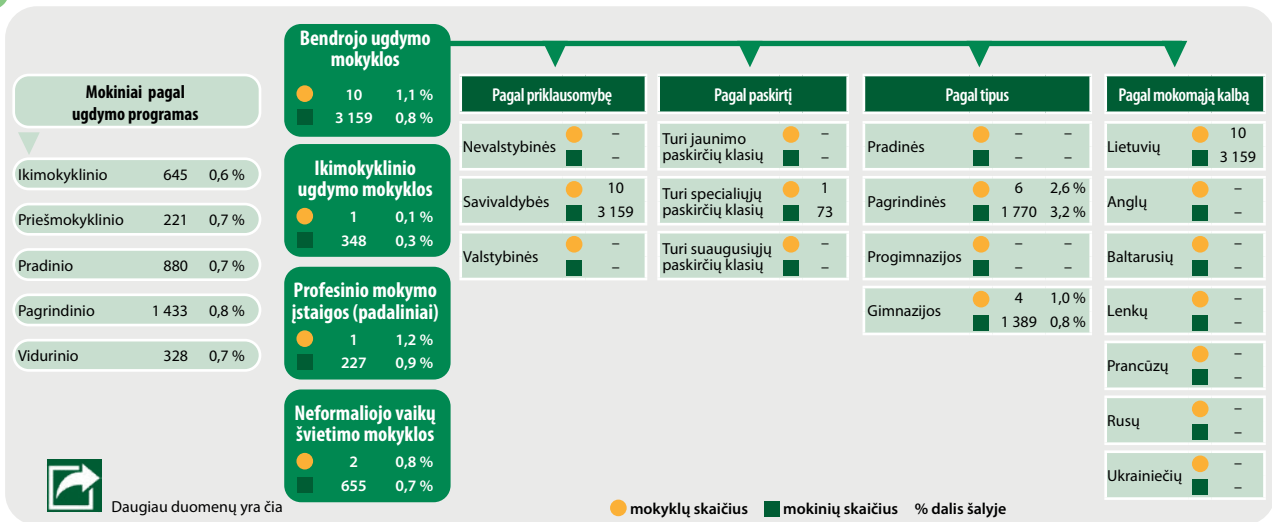 Mokiniai pagal
ugdymo programas
Ikimokyklinio 645 0,6 %
Priešmokyklinio 221 0,7 %
Pradinio 880 0,7 %
Pagrindinio 1 433 0,8 %
Vidurinio 328 0,7 %
Bendrojo ugdymo
mokyklos
10 1,1 %
3 159 0,8 %
Ikimokyklinio
ugdymo mokyklos
1 0,1 %
348 0,3 %
Profesinio mokymo
įstaigos (padaliniai)
1 1,2 %
227 0,9 %
Neformaliojo vaikų
švietimo mokyklos
2 0,8 %
655 0,7 %
Pagal priklausomybę
Nevalstybinės –
–
Savivaldybės 10
3 159
Valstybinės –
–
Pagal paskirtį
Turi jaunimo –
paskirčių klasių –
Turi specialiųjų 1
paskirčių klasių 73
Turi suaugusiųjų –
paskirčių klasių –
Pagal tipus
Pradinės – –
– –
Pagrindinės 6 2,6 %
1 770 3,2 %
Progimnazijos – –
– –
Gimnazijos 4 1,0 %
1 389 0,8 %
Pagal mokomąją kalbą
Lietuvių 10
3 159
Anglų –
–
Baltarusių –
–
Lenkų –
–
Prancūzų –
–
Rusų –
–
Ukrainiečių –
–
Daugiau duomenų yra čia
mokyklų skaičius mokinių skaičius % dalis šalyje